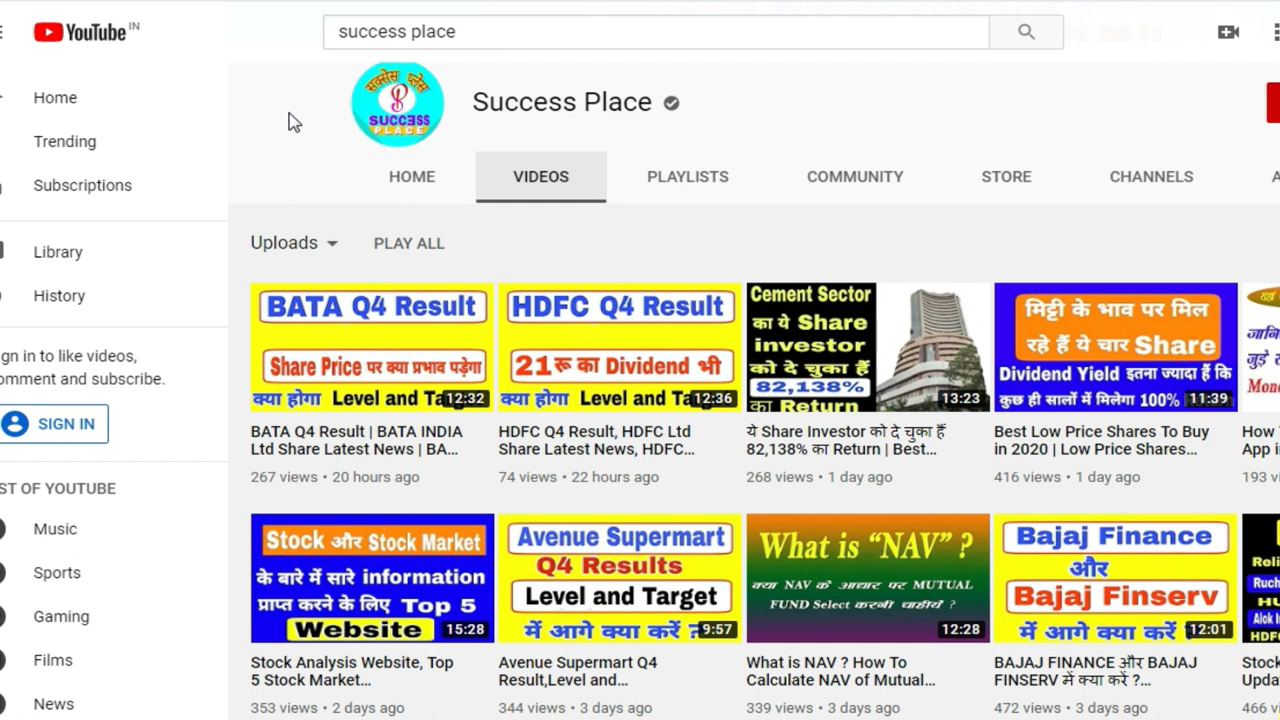 YouTube IN
success place
Home
Trending
Subscriptions
Library
History
gn in to like videos,
omment and subscribe.
SIGN IN
ST OF YOUTUBE
Music
Sports
Gaming
Films
News
सक्सेस प्लेस
SUCCESS
PLACE
Success Place
HOME
VIDEOS
PLAYLISTS
COMMUNITY
STORE
CHANNELS
A
Uploads
PLAY ALL
BATA Q4 Result
Share Price पर क्या प्रभाव पड़ेगा
क्या होगा Level and Ta
12:32
BATA Q4 Result | BATA INDIA
Ltd Share Latest News | BA...
267 views • 20 hours ago
HDFC Q4 Result
21रू का Dividend भी
क्या होगा Level and Ta
12:36
HDFC Q4 Result, HDFC Ltd
Share Latest News, HDFC...
74 views • 22 hours ago
Cement Sector
का ये Share
investor
को दे चुका हैं
82,138%
का Return
13:23
ये Share Investor को दे चुका हैं
82,138% का Return | Best...
268 views • 1 day ago
मिट्टी के भाव पर मिल
रहे हैं ये चार Share
Dividend Yield इतना ज्यादा हैं कि
कुछ ही सालों में मिलेगा 100%
11:39
Best Low Price Shares To Buy
in 2020 | Low Price Shares...
416 views • 1 day ago
जुड़े
How
App i
193 vi
Stock और Stock Market
के बारे में सारे information
प्राप्त करने के लिए Top 5
Website
15:28
Stock Analysis Website, Top
5 Stock Market...
353 views • 2 days ago
Avenue Supermart
Q4 Results
Level and Target
में आगे क्या करें ?
9:57
Avenue Supermart Q4
Result,Level and...
344 views • 3 days ago
What is “NAV” ?
क्या NAV के आधार पर MUTUAL
FUND Select करनी चाहीये ?
12:28
What is NAV ? How To
Calculate NAV of Mutual...
339 views • 3 days ago
Bajaj Finance
और
Bajaj Finserv
में आगे क्या करें
12:01
BAJAJ FINANCE और BAJAJ
FINSERV में क्या करें ?...
472 views • 3 days ago
Reli
Ruch
HU
Alok I
HDF
Stock
Upda
466 vi